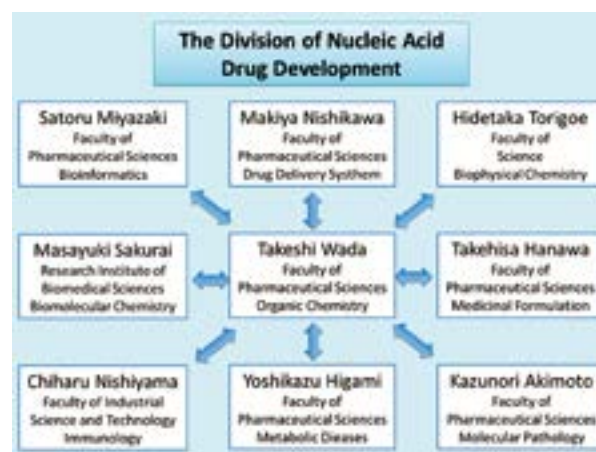 The Division of Nucleic Acid
Drug Development
Satoru Miyazaki
Faculty of
Pharmaceutical Sciences
Bioinformatics
Makiya Nishikawa
Faculty of
Pharmaceutical Sciences
Drug Delivery Systhem
Hidetaka Torigoe
Faculty of
Science
Biophysical Chemistry
Masayuki Sakurai
Research Institute of
Biomedical Sciences
Biomolecular Chemistry
Takeshi Wada
Faculty of
Pharmaceutical Sciences
Organic Chemistry
Takehisa Hanawa
Faculty of
Pharmaceutical Sciences
Medicinal Formulation
Chiharu Nishiyama
Faculty of Industrial
Science and Technology
Immunology
Yoshikazu Higami
Faculty of
Pharmaceutical Sciences
Metabolic Dieases
Kazunori Akimoto
Faculty of
Pharmaceutical Sciences
Molecular Pathology